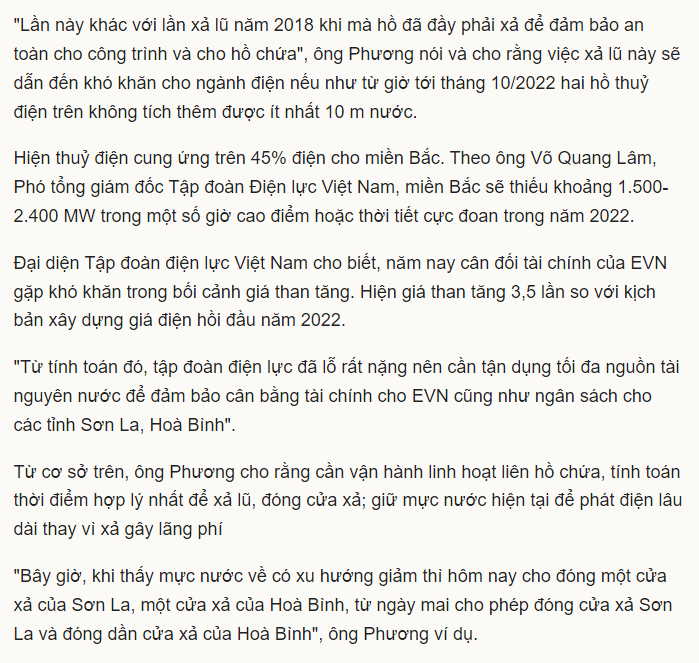 "Lần này khác với lần xả lũ năm 2018 khi mà hồ đã đầy phải xả để đảm bảo an
toàn cho công trình và cho hồ chứa", ông Phương nói và cho rằng việc xả lũ này sẽ
dẫn đến khó khăn cho ngành điện nếu như từ giờ tới tháng 10/2022 hai hồ thuỷ
điện trên không tích thêm được ít nhất 10 m nước.
Hiện thuỷ điện cung ứng trên 45% điện cho miền Bắc. Theo ông Võ Quang Lâm,
Phó tổng giám đốc Tập đoàn Điện lực Việt Nam, miền Bắc sẽ thiếu khoảng 1.500-
2.400 MW trong một số giờ cao điểm hoặc thời tiết cực đoan trong năm 2022.
Đại diện Tập đoàn điện lực Việt Nam cho biết, năm nay cân đối tài chính của EVN
gặp khó khăn trong bối cảnh giá than tăng. Hiện giá than tăng 3,5 lần so với kịch
bản xây dựng giá điện hồi đầu năm 2022.
"Từ tính toán đó, tập đoàn điện lực đã lỗ rất nặng nên cần tận dụng tối đa nguồn tài
nguyên nước để đảm bảo cân bằng tài chính cho EVN cũng như ngân sách cho
các tỉnh Sơn La, Hoà Bình".
Từ cơ sở trên, ông Phương cho rằng cần vận hành linh hoạt liên hồ chứa, tính toán
thời điểm hợp lý nhất để xả lũ, đóng cửa xả; giữ mực nước hiện tại để phát điện lâu
dài thay vì xả gây lãng phí
"Bây giờ, khi thấy mực nước về có xu hướng giảm thì hôm nay cho đóng một cửa
xả của Sơn La, một cửa xả của Hoà Bình, từ ngày mai cho phép đóng cửa xả Sơn
La và đóng dần cửa xả của Hoà Bình", ông Phương ví dụ.